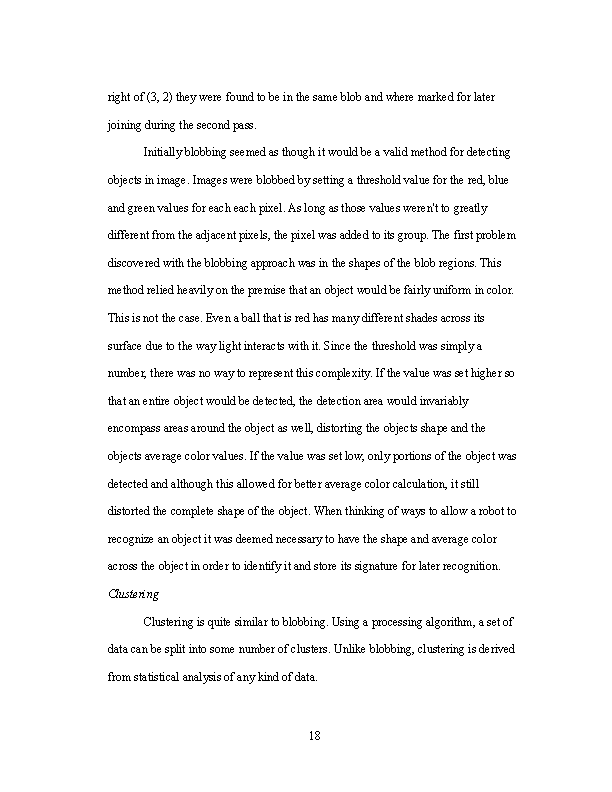 right of (3, 2) they were found to be in the same blob and where marked for later
joining during the second pass.
Initially blobbing seemed as though it would be a valid method for detecting
objects in image. Images were blobbed by setting a threshold value for the red, blue
and green values for each each pixel. As long as those values weren't to greatly
different from the adjacent pixels, the pixel was added to its group. The first problem
discovered with the blobbing approach was in the shapes of the blob regions. This
method relied heavily on the premise that an object would be fairly uniform in color.
This is not the case. Even a ball that is red has many different shades across its
surface due to the way light interacts with it. Since the threshold was simply a
number, there was no way to represent this complexity. If the value was set higher so
that an entire object would be detected, the detection area would invariably
encompass areas around the object as well, distorting the objects shape and the
objects average color values. If the value was set low, only portions of the object was
detected and although this allowed for better average color calculation, it still
distorted the complete shape of the object. When thinking of ways to allow a robot to
recognize an object it was deemed necessary to have the shape and average color
across the object in order to identify it and store its signature for later recognition.
Clustering
Clustering is quite similar to blobbing. Using a processing algorithm, a set of
data can be split into some number of clusters. Unlike blobbing, clustering is derived
from statistical analysis of any kind of data.
18